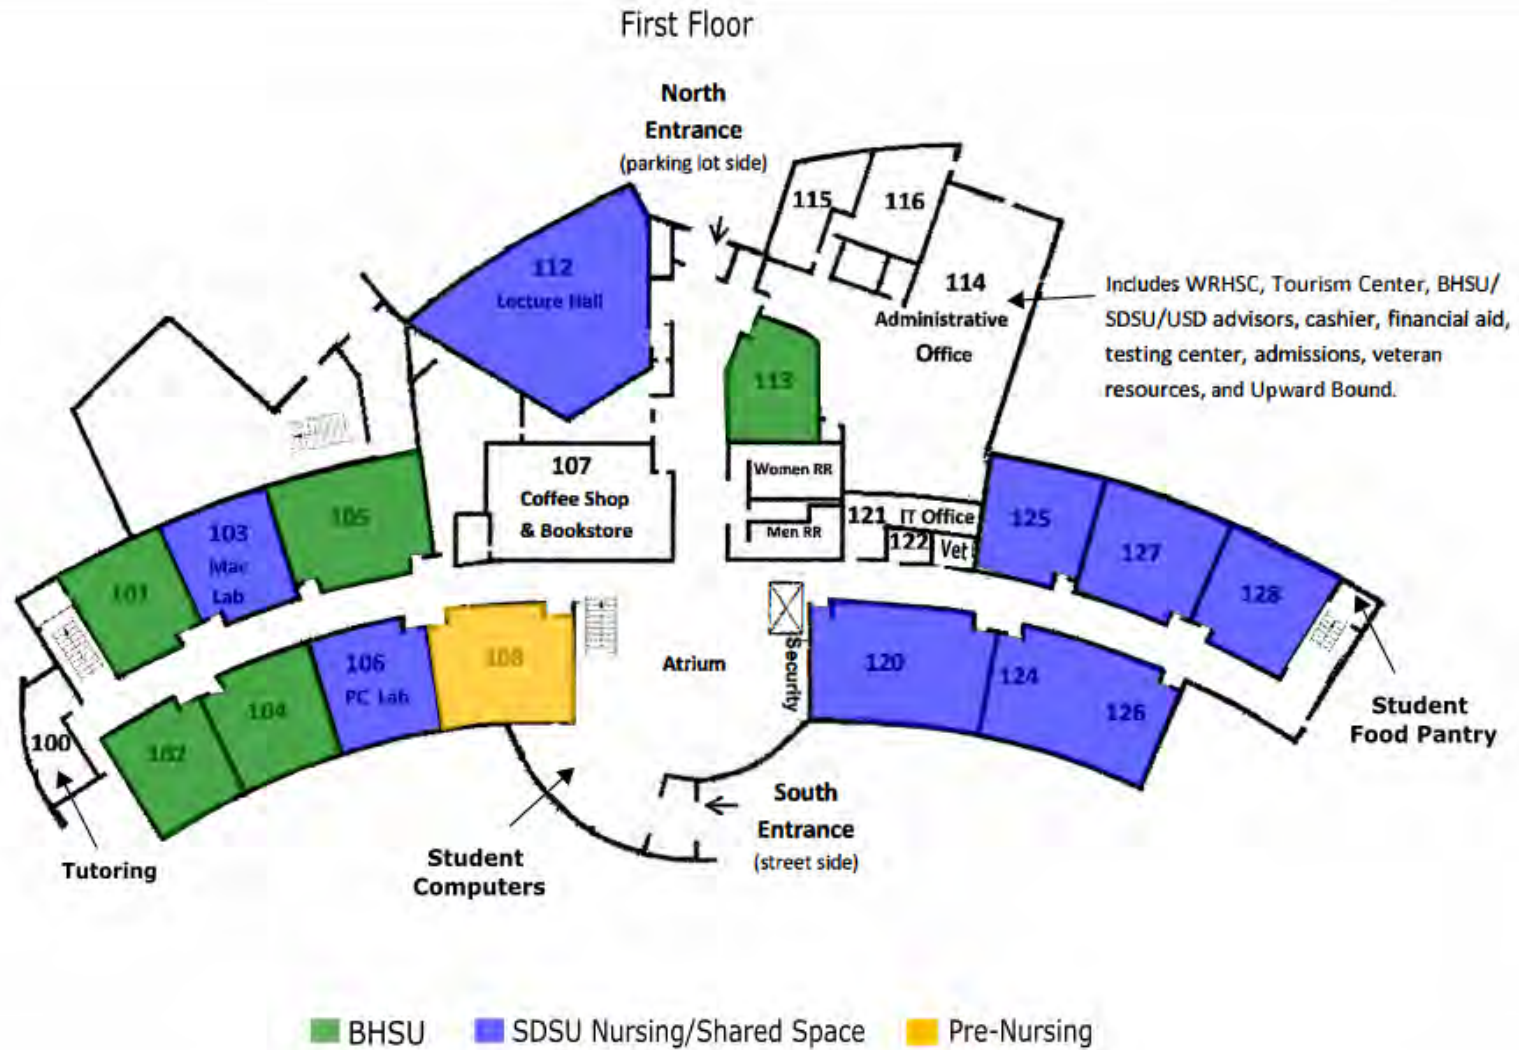 First Floor
North
Entrance
(parking lot side)
115
116
112
Lecture Hall
114
Administrative
Office
Includes WRHSC, Tourism Center, BHSU/
SDSU/USD advisors, cashier, financial aid,
testing center, admissions, veteran
resources, and Upward Bound.
113
107
Coffee Shop
& Bookstore
Women RR
Men RR
121
IT Office
122
Vet
125
127
128
105
103
Mac
Lab
101
106
PC Lab
108
104
102
100
Atrium
Security
120
124
126
Student
Food Pantry
South
Entrance
(street side)
Student
Computers
Tutoring
BHSU
SDSU Nursing/Shared Space
Pre-Nursing